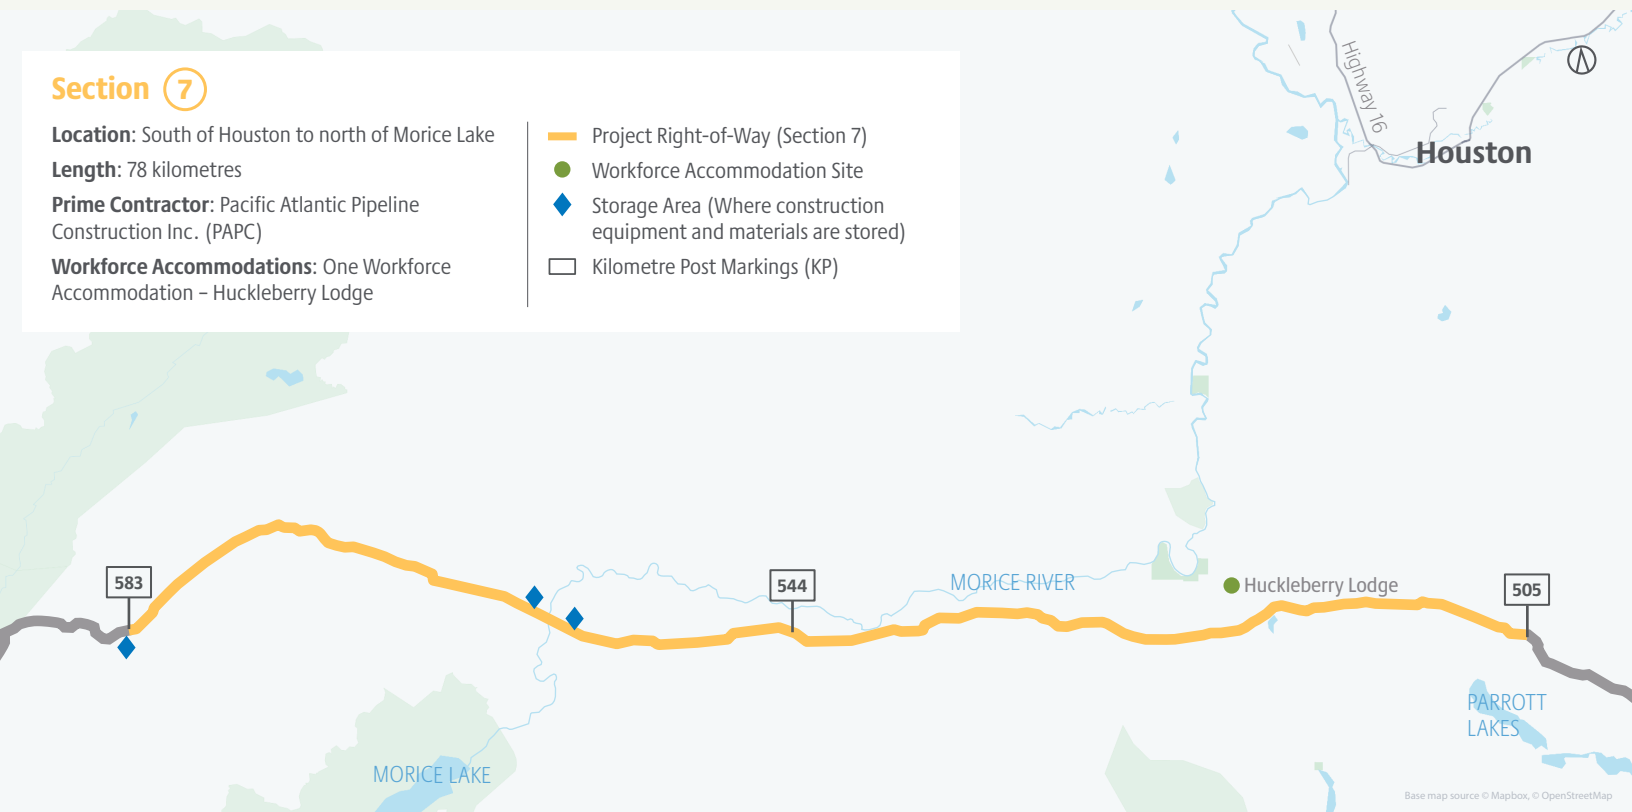 Section 7
Location: South of Houston to north of Morice Lake
Length: 78 kilometres
Prime Contractor: Pacific Atlantic Pipeline
Construction Inc. (PAPC)
Workforce Accommodations: One Workforce
Accommodation – Huckleberry Lodge
Project Right-of-Way (Section 7)
Workforce Accommodation Site
Storage Area (Where construction
equipment and materials are stored)
Kilometre Post Markings (KP)
Highway 16
Houston
583
544
MORICE RIVER
Huckleberry Lodge
505
PARROTT
LAKES
MORICE LAKE
Base map source © Mapbox, © OpenStreetMap